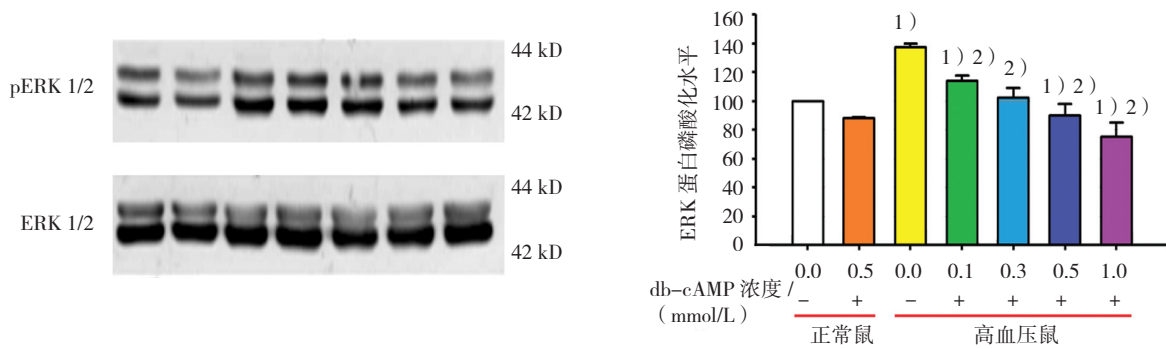 44 kD
pERK 1/2
42 kD
44 kD
ERK 1/2
42 kD
ERK 蛋白磷酸化水平
160
140
120
100
80
60
40
20
0
1）
1）2）
2）
1）2）
1）2）
0.0 0.5 0.0 0.1 0.3 0.5 1.0
db-cAMP 浓度 /
（mmol/L）
− + − + + + +
正常鼠 高血压鼠